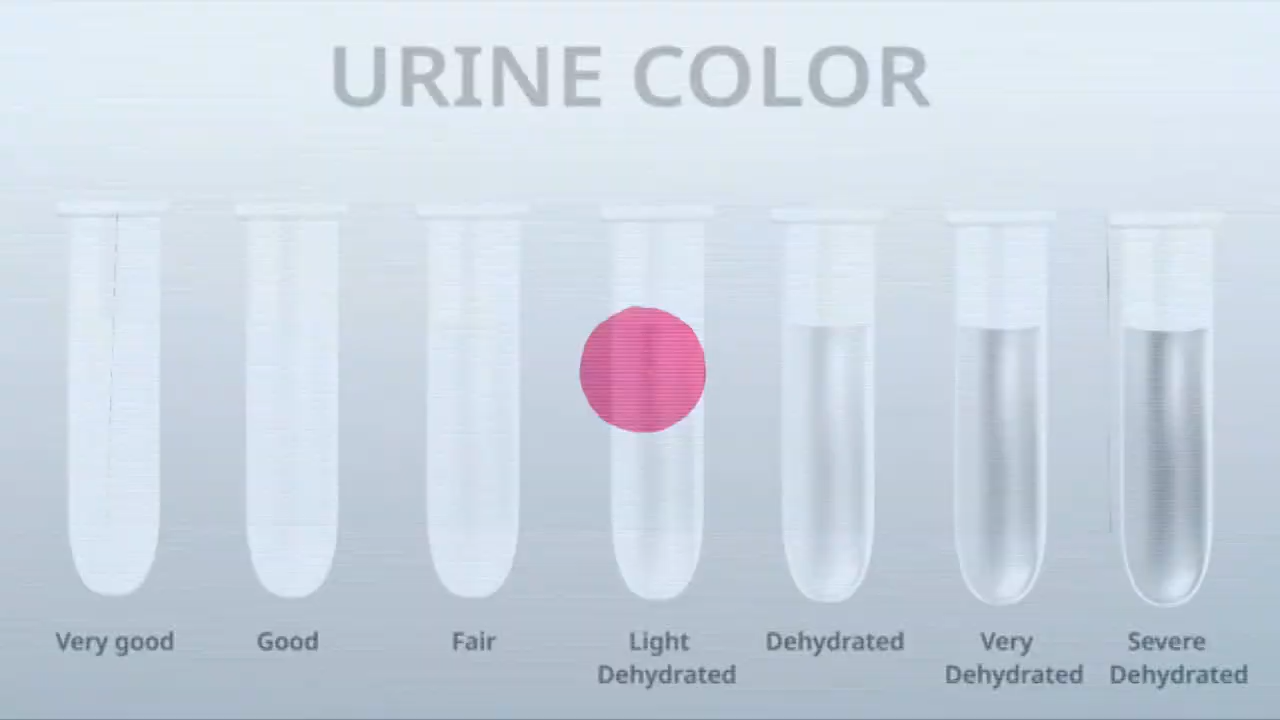 URINE COLOR
Very good
Good
Fair
Light
Dehydrated
Dehydrated
Very
Dehydrated
Severe
Dehydrated